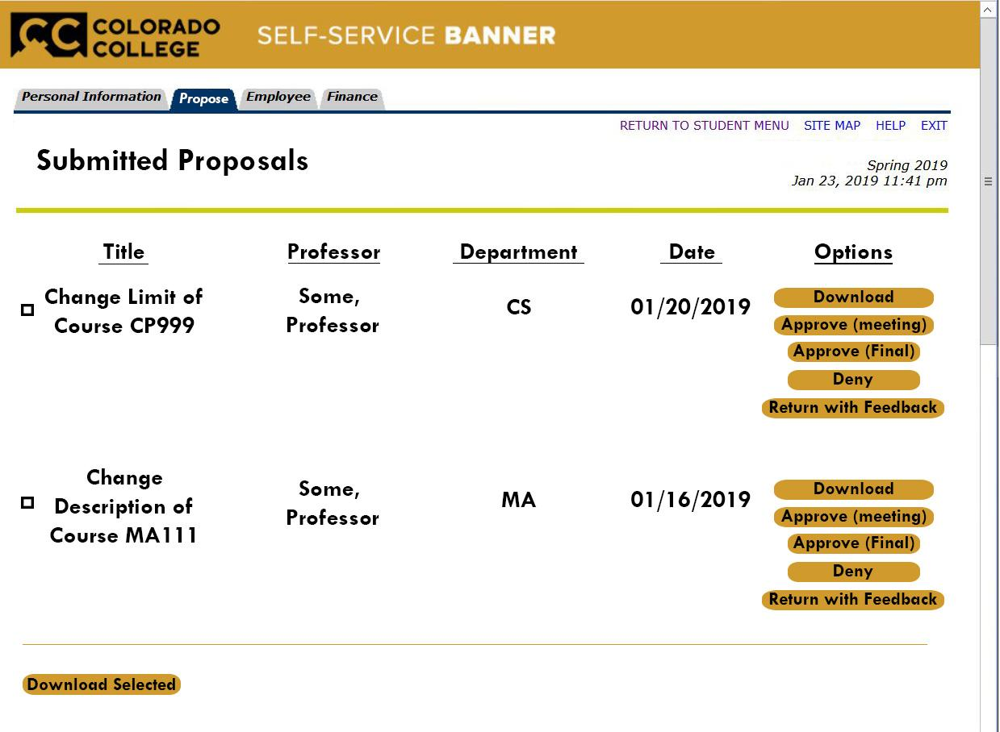 COLORADO
COLLEGE
SELF-SERVICE BANNER
Personal Information Propose Employee Finance
RETURN TO STUDENT MENU SITE MAP HELP EXIT
Submitted Proposals
Spring 2019
Jan 23, 2019 11:41 pm
Title Professor Department Date Options
Change Limit of
Course CP999
Some,
Professor
CS
01/20/2019
Download
Approve (meeting)
Approve (Final)
Deny
Return with Feedback
Change
Description of
Course MA111
Some,
Professor
MA
01/16/2019
Download
Approve (meeting)
Approve (Final)
Deny
Return with Feedback
Download Selected